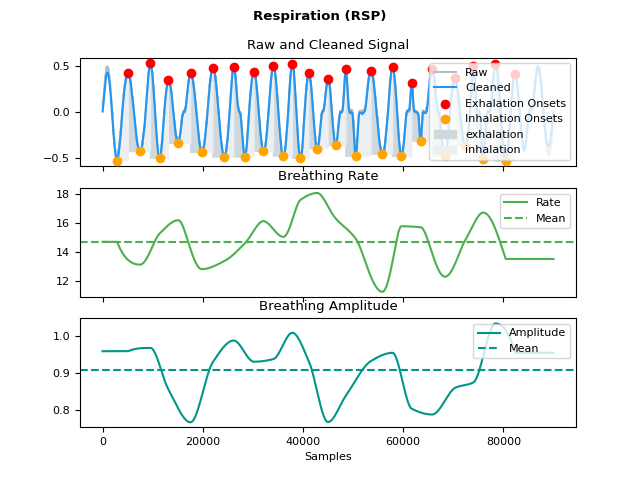 Respiration (RSP)
Raw and Cleaned Signal
0.5
0.0
−0.5
Raw
Cleaned
Exhalation Onsets
Inhalation Onsets
exhalation
inhalation
Breathing Rate
18
16
14
12
Rate
Mean
Breathing Amplitude
1.0
0.9
0.8
Amplitude
Mean
0
20000
40000
60000
80000
Samples